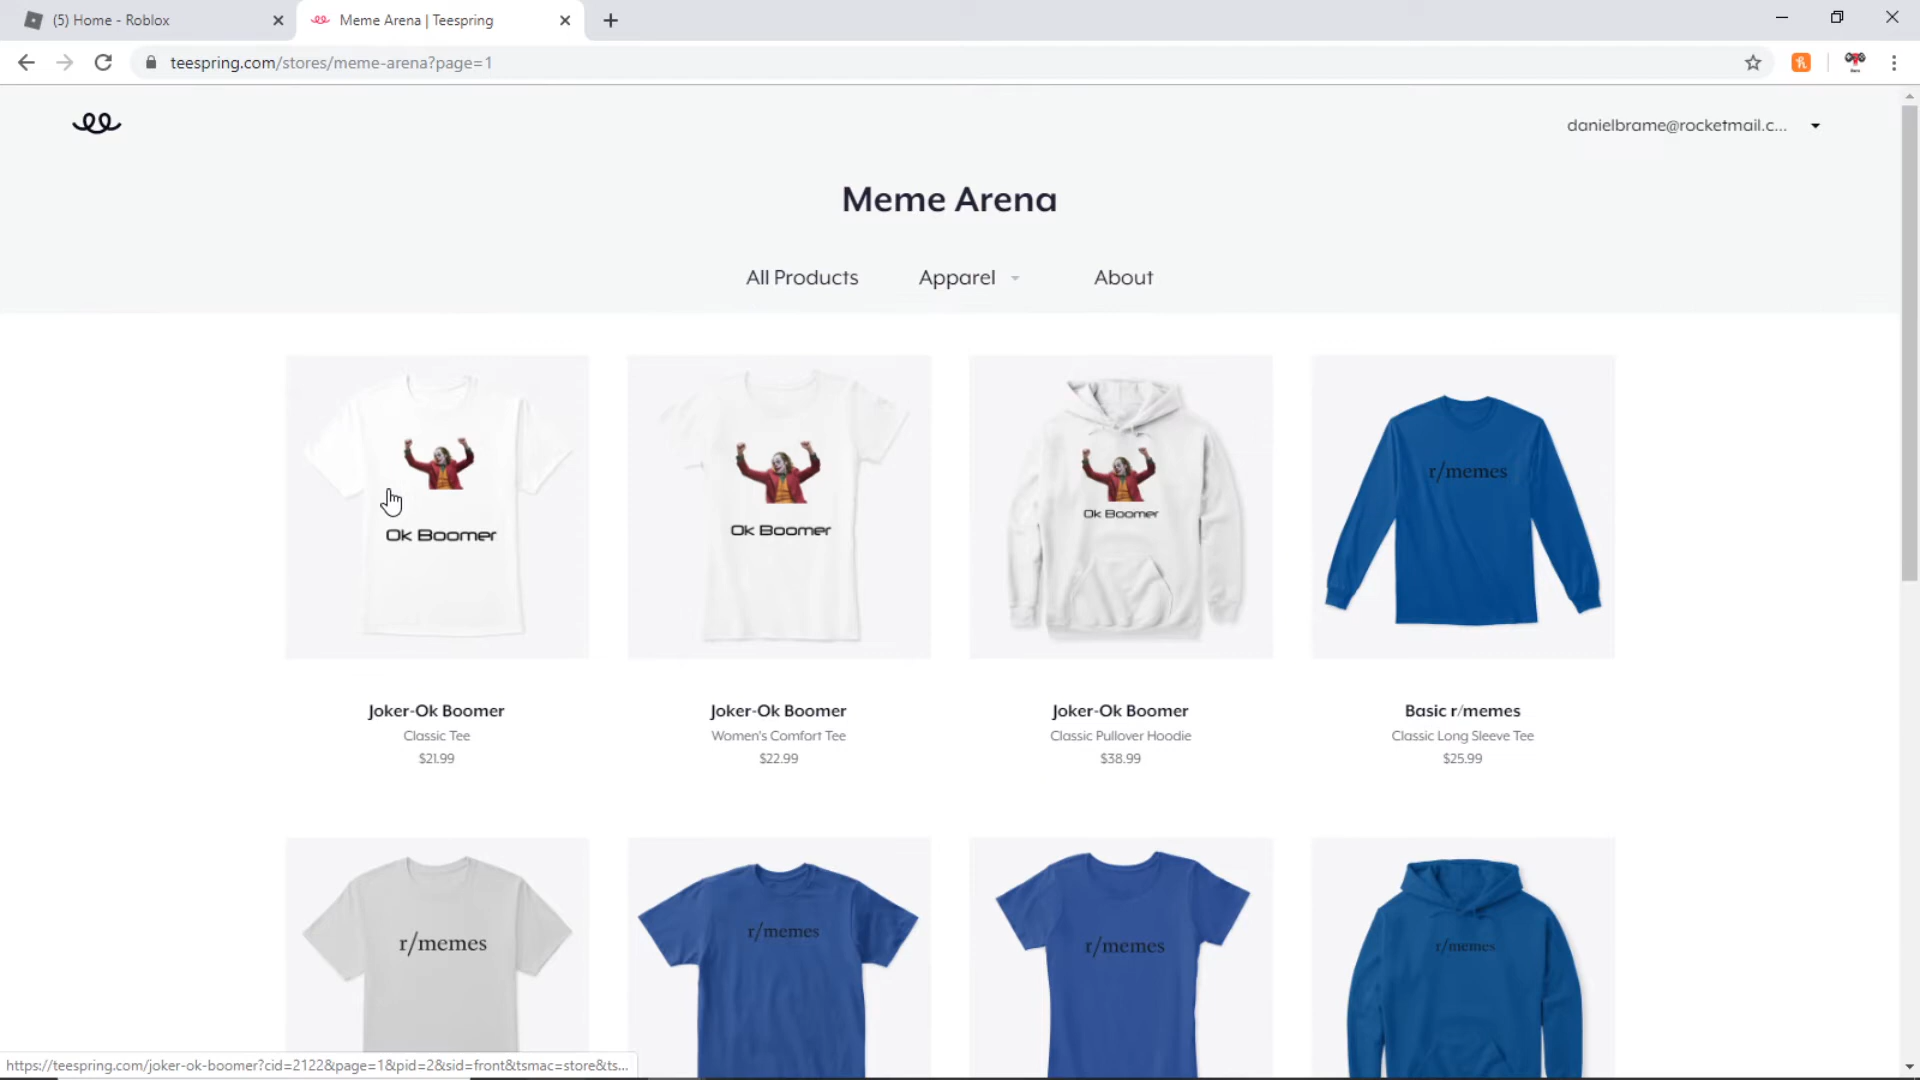 (5) Home - Roblox
Meme Arena | Teespring
teespring.com/stores/meme-arena?page=1
danielbrame@rocketmail.c...
Meme Arena
All Products Apparel About
Ok Boomer
Ok Boomer
Ok Boomer
r/memes
Joker-Ok Boomer
Classic Tee
$21.99
Joker-Ok Boomer
Women's Comfort Tee
$22.99
Joker-Ok Boomer
Classic Pullover Hoodie
$38.99
Basic r/memes
Classic Long Sleeve Tee
$25.99
r/memes
r/memes
r/memes
r/memes
https://teespring.com/joker-ok-boomer?cid=2122&page=1&pid=2&sid=front&tsmac=store&ts...